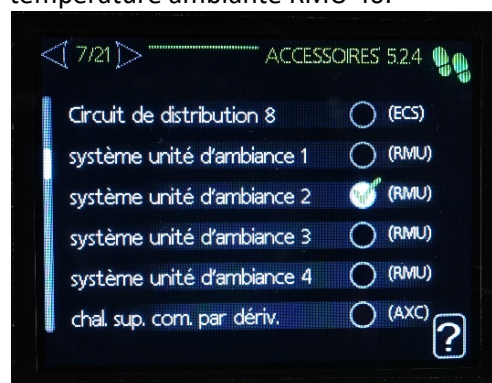 température ambiante RMU 40.
7/21 ACCESSOIRES 5.2.4
Circuit de distribution 8 (ECS)
système unité d'ambiance 1 (RMU)
système unité d'ambiance 2 (RMU)
système unité d'ambiance 3 (RMU)
système unité d'ambiance 4 (RMU)
chal. sup. com. par dériv. (AXC)
?